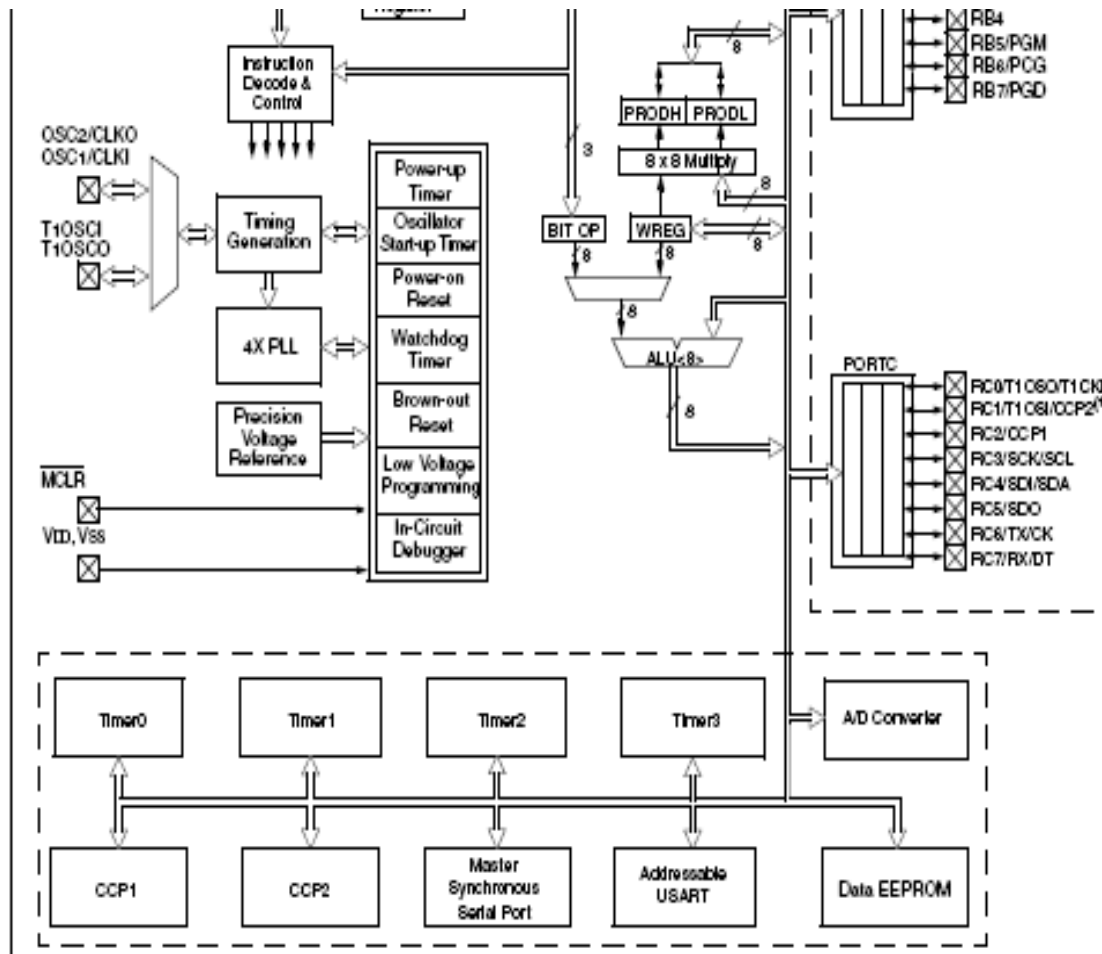 Register
8
RB4
RB5/PGM
RB6/PCG
RB7/PGD
Instruction
Decode &
Control
PRODH
PRODL
3
8 x 8 Multiply
8
OSC2/CLKO
OSC1/CLKI
T1OSCI
T1OSCO
Timing
Generation
4X PLL
Precision
Voltage
Reference
MCLR
VDD, VSS
Power-up
Timer
Oscillator
Start-up Timer
Power-on
Reset
Watchdog
Timer
Brown-out
Reset
Low Voltage
Programming
In-Circuit
Debugger
BIT OP
WREG
8
8
8
8
ALU<8>
8
PORTC
RC0/T1OSO/T1CKI
RC1/T1OSI/CCP2(1
RC2/CCP1
RC3/SCK/SCL
RC4/SDI/SDA
RC5/SDO
RC6/TX/CK
RC7/RX/DT
Timer0
Timer1
Timer2
Timer3
A/D Converter
CCP1
CCP2
Master
Synchronous
Serial Port
Addressable
USART
Data EEPROM